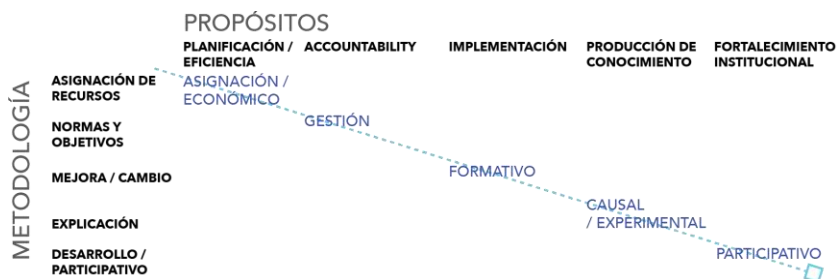 PROPÓSITOS
PLANIFICACIÓN / EFICIENCIA
ACCOUNTABILITY
IMPLEMENTACIÓN
PRODUCCIÓN DE CONOCIMIENTO
FORTALECIMIENTO INSTITUCIONAL
METODOLOGÍA
ASIGNACIÓN DE
RECURSOS
ASIGNACIÓN /
ECONÓMICO
NORMAS Y
OBJETIVOS
GESTIÓN
MEJORA / CAMBIO
FORMATIVO
EXPLICACIÓN
CAUSAL
/ EXPERIMENTAL
DESARROLLO /
PARTICIPATIVO
PARTICIPATIVO